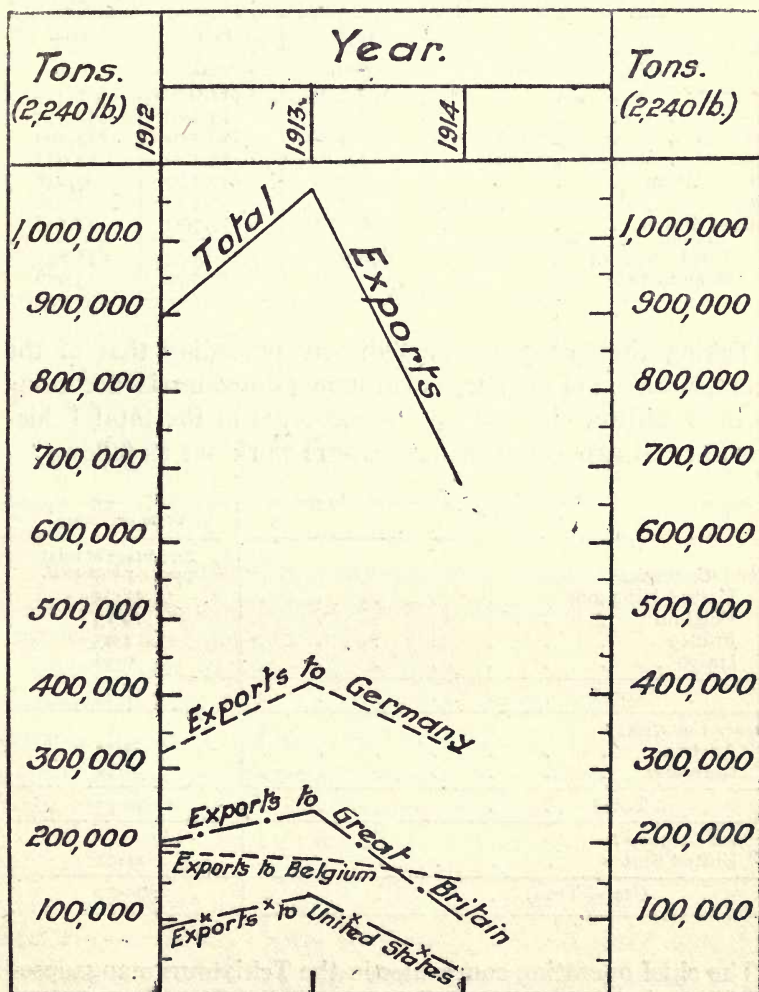 Tons.
(2,240 lb.)
Year.
Tons.
(2,240 lb.)
1912
1913.
1914
1,000,000
900,000
800,000
700,000
600,000
500,000
400,000
300,000
200,000
100,000
Total Exports
Exports to Germany
Exports to Great Britain
Exports to Belgium
Exports to United States
1,000,000
900,000
800,000
700,000
600,000
500,000
400,000
300,000
200,000
100,000